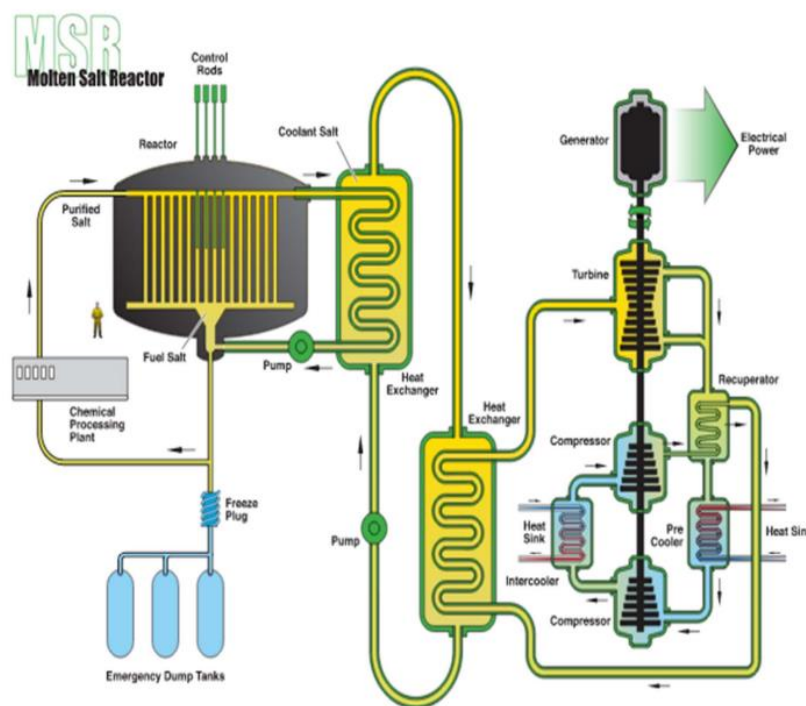 MSR
Molten Salt Reactor
Control
Rods
Reactor
Coolant Salt
Purified
Salt
Fuel Salt
Pump
Heat
Exchanger
Chemical
Processing
Plant
Freeze
Plug
Emergency Dump Tanks
Pump
Heat
Exchanger
Generator
Electrical
Power
Turbine
Recuperator
Compressor
Heat
Sink
Pre
Cooler
Heat Sin
Intercooler
Compressor